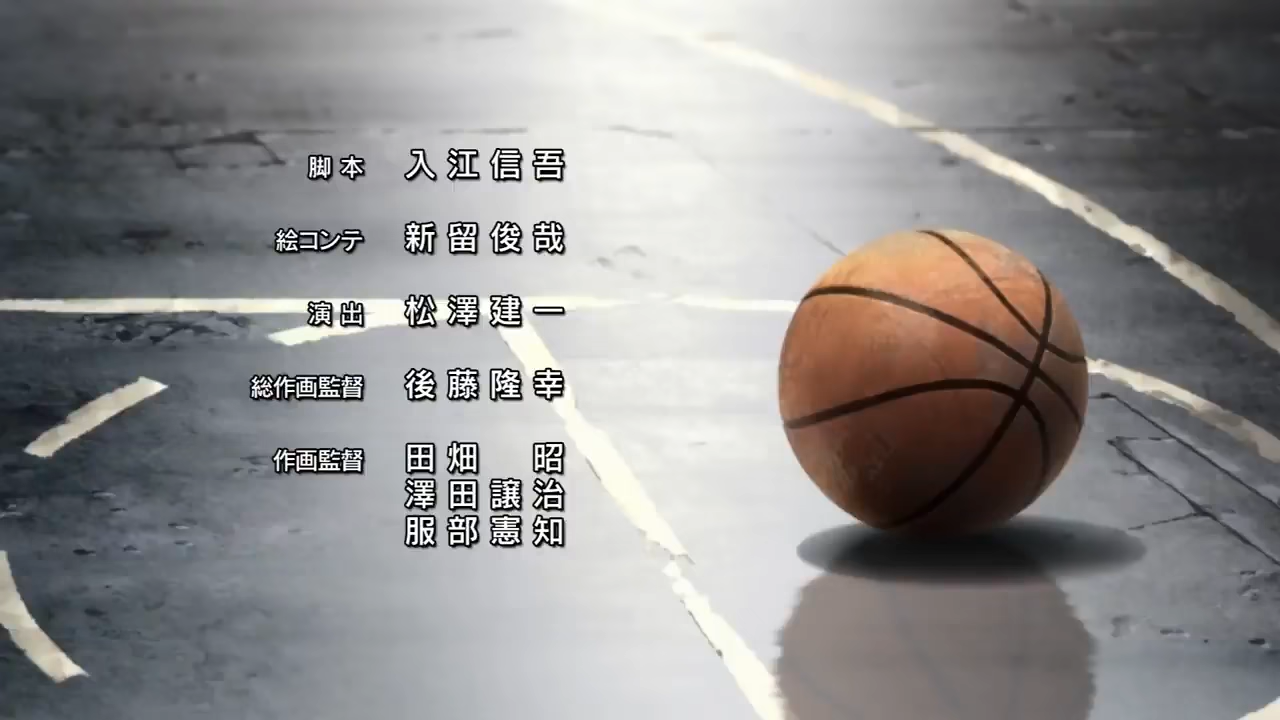 脚本 入江信吾
絵コンテ 新留俊哉
演出 松澤建一
総作画監督 後藤隆幸
作画監督 田畑 昭
澤田譲治
服部憲知